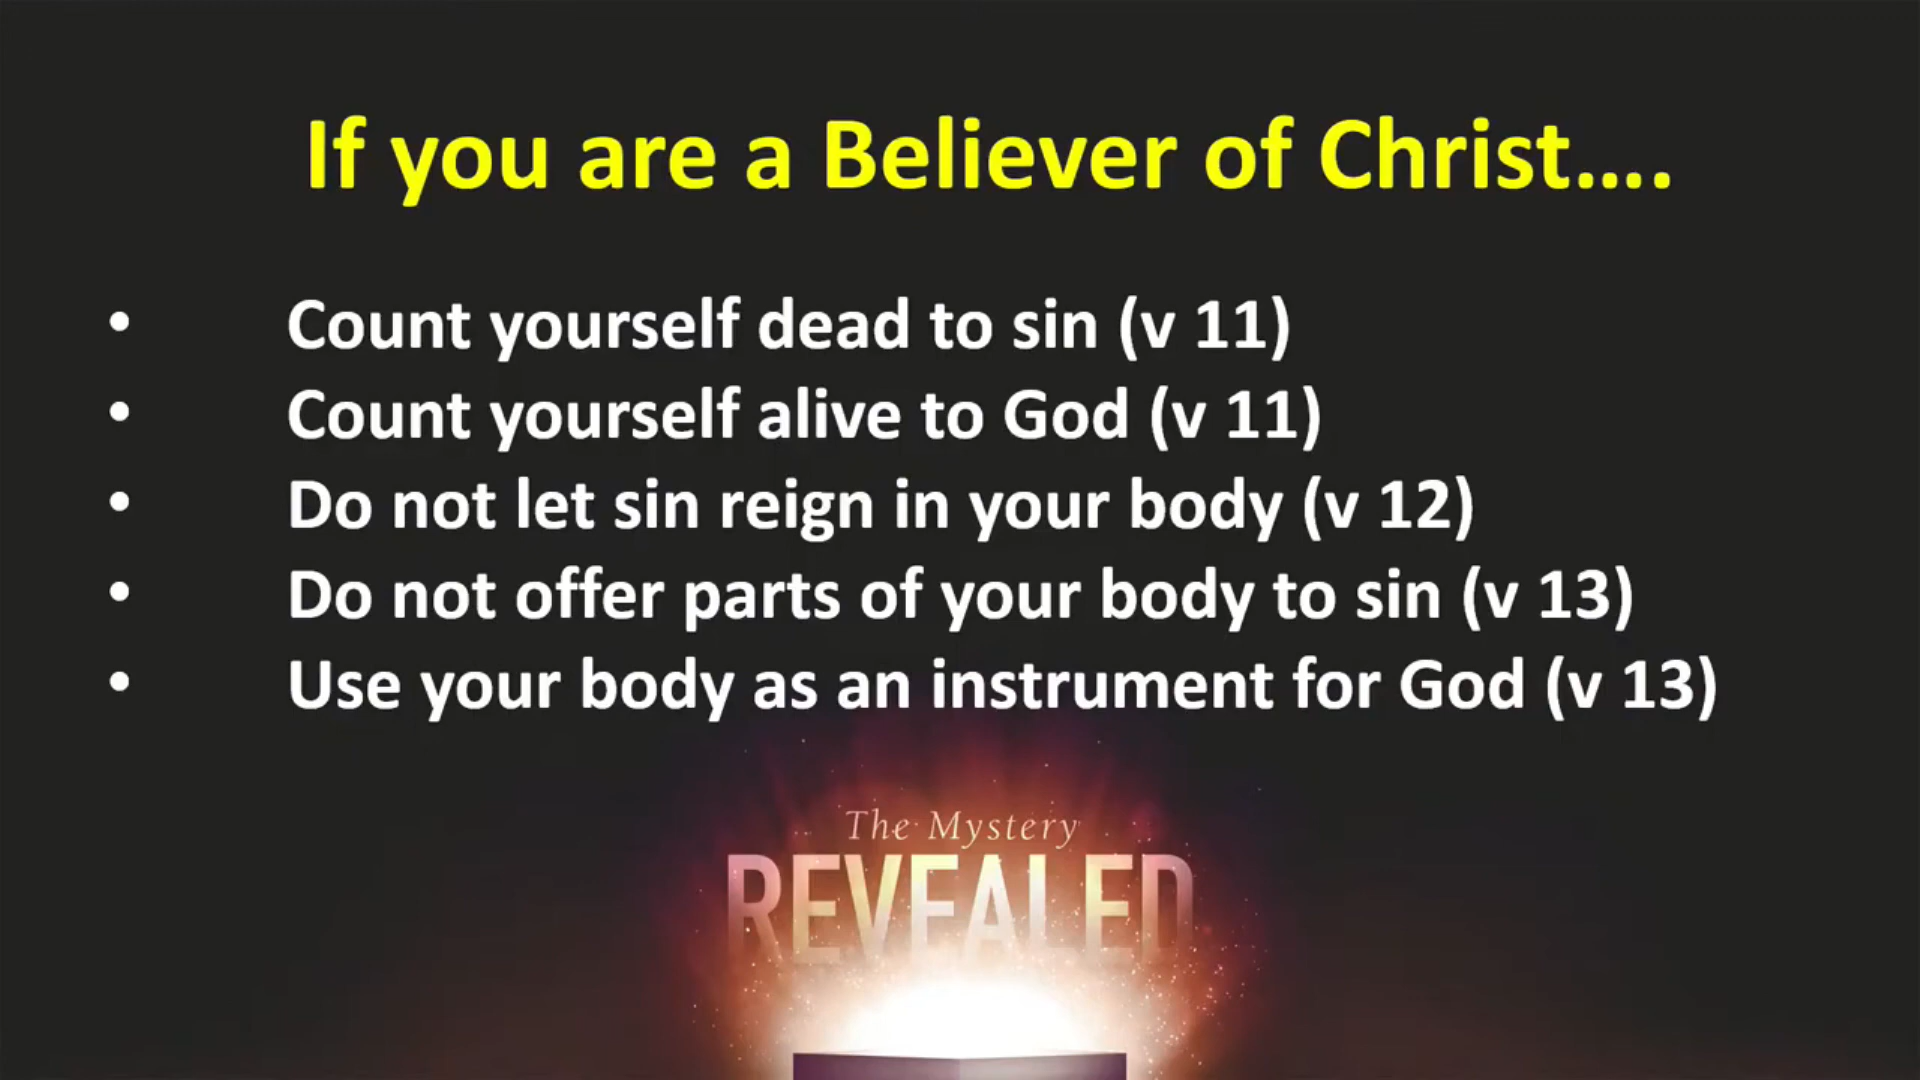 If you are a Believer of Christ....
• Count yourself dead to sin (v 11)
• Count yourself alive to God (v 11)
• Do not let sin reign in your body (v 12)
• Do not offer parts of your body to sin (v 13)
• Use your body as an instrument for God (v 13)
The Mystery
REVEALED